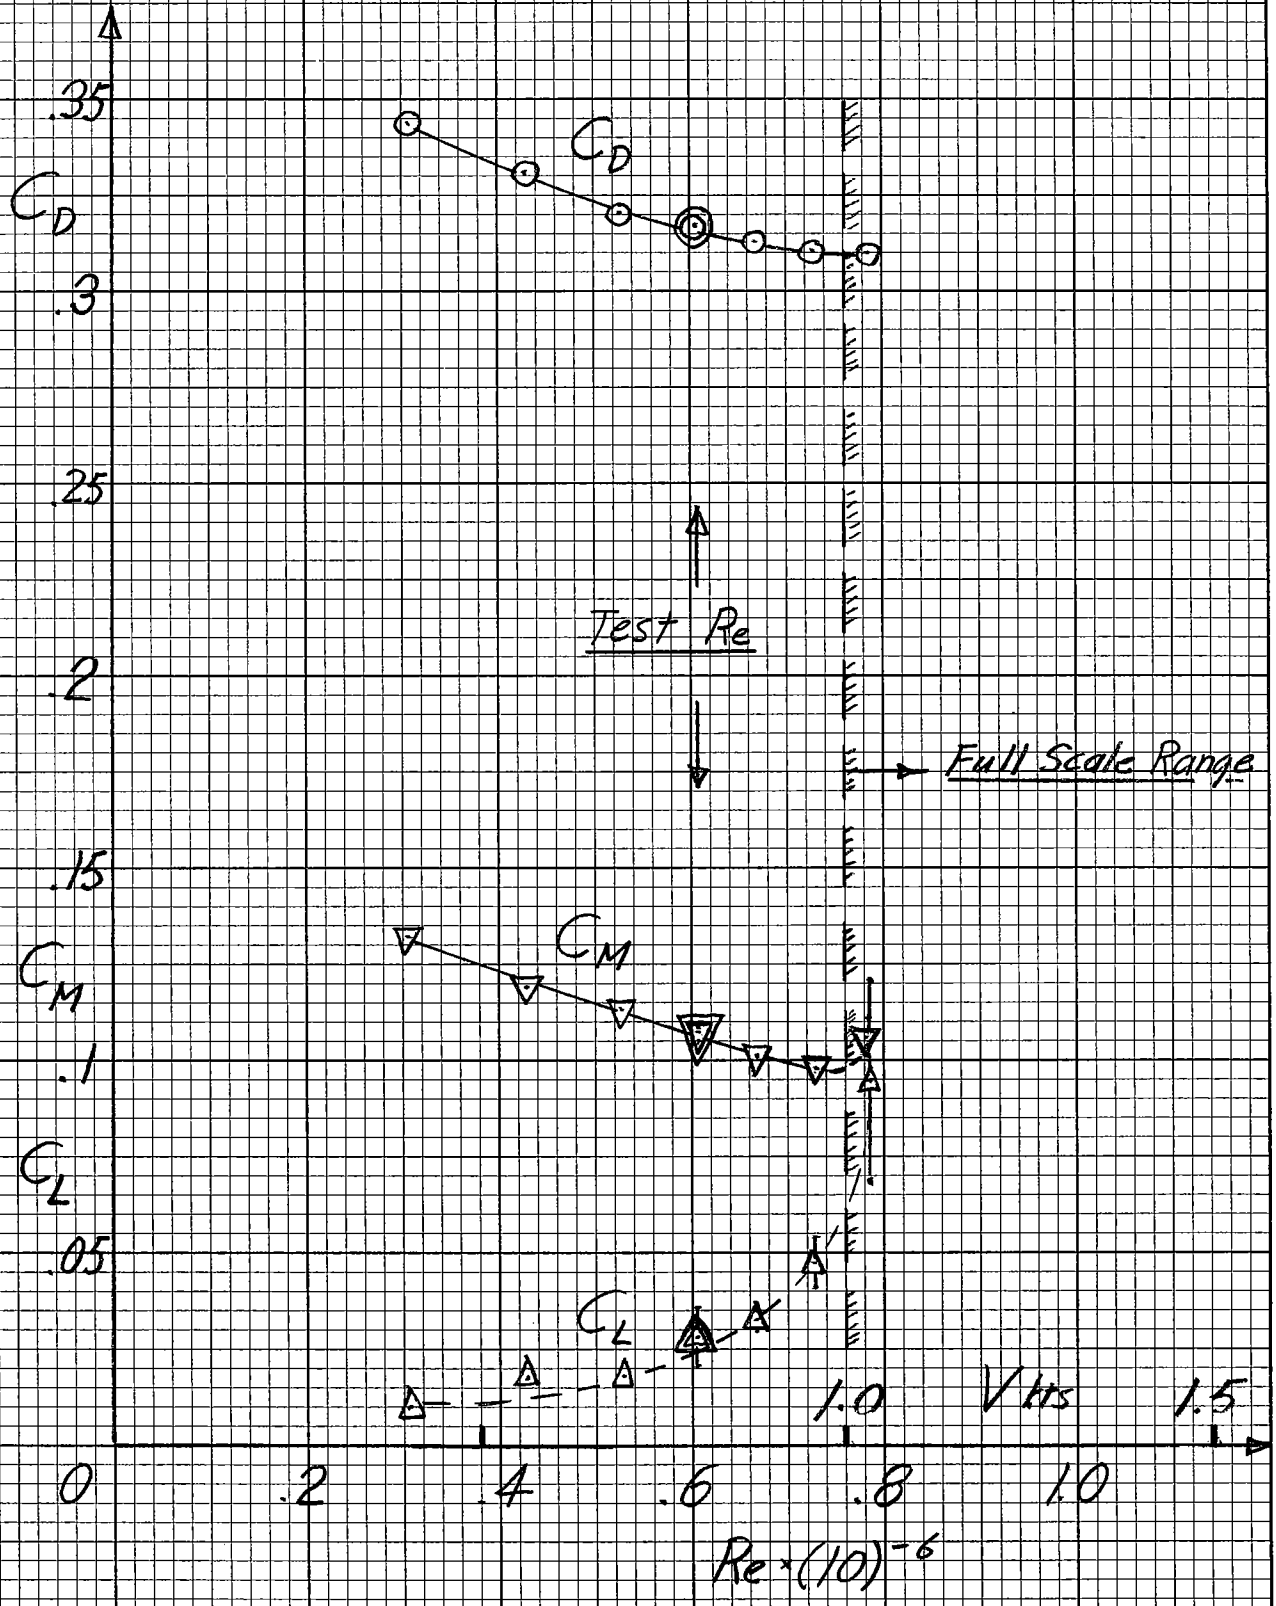 .35
C_D
C_D
.3
.25
Test Re
.2
Full Scale Range
.15
C_M
C_M
.1
C_L
.05
C_L
1.0 V kts 1.5
0 .2 .4 .6 .8 1.0
Re × (10)⁻⁶